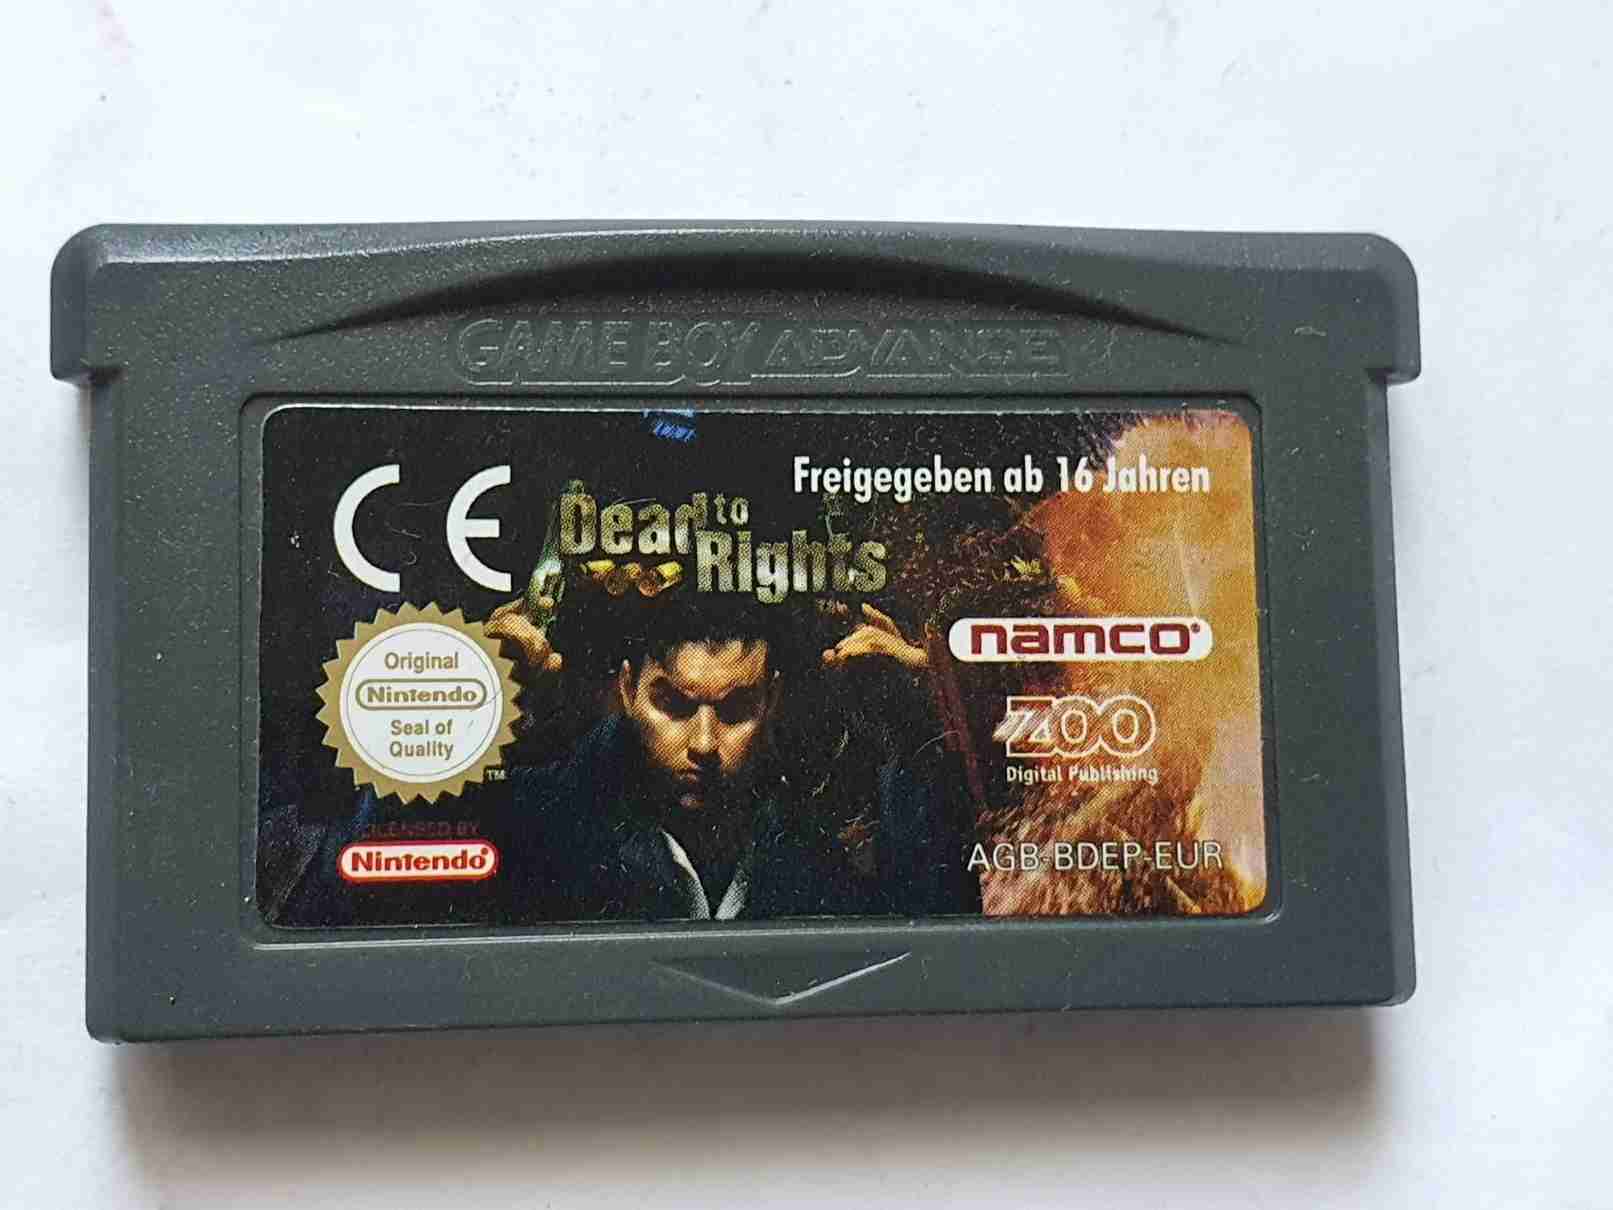 GAME BOY ADVANCE
CE
Freigegeben ab 16 Jahren
Dead to
Rights
namco
Original
Nintendo
Seal of
Quality
TM
ZOO
Digital Publishing
LICENSED BY
Nintendo
AGB-BDEP-EUR